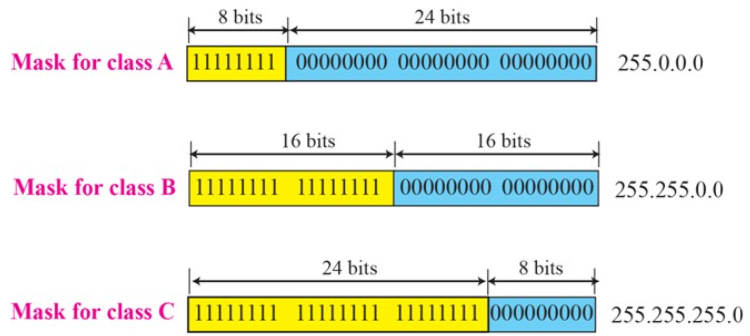 8 bits 24 bits
Mask for class A 11111111 00000000 00000000 00000000 255.0.0.0
16 bits 16 bits
Mask for class B 11111111 11111111 00000000 00000000 255.255.0.0
24 bits 8 bits
Mask for class C 11111111 11111111 11111111 000000000 255.255.255.0